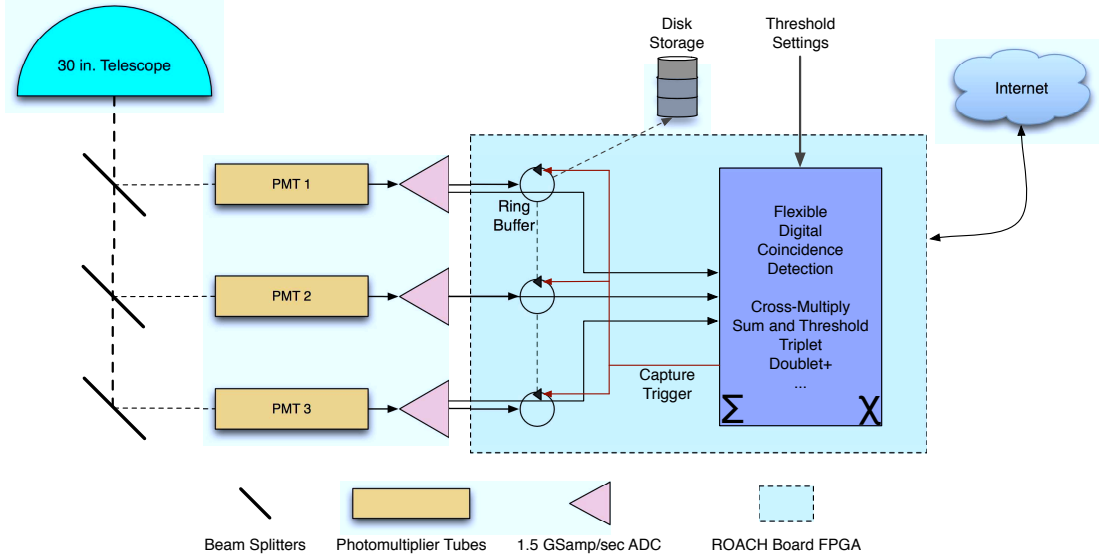 30 in. Telescope
Disk
Storage
Threshold
Settings
Internet
PMT 1
Ring
Buffer
Flexible
Digital
Coincidence
Detection
PMT 2
Cross-Multiply
Sum and Threshold
Triplet
Doublet+
...
Capture
Trigger
PMT 3
Σ
χ
Beam Splitters
Photomultiplier Tubes
1.5 GSamp/sec ADC
ROACH Board FPGA